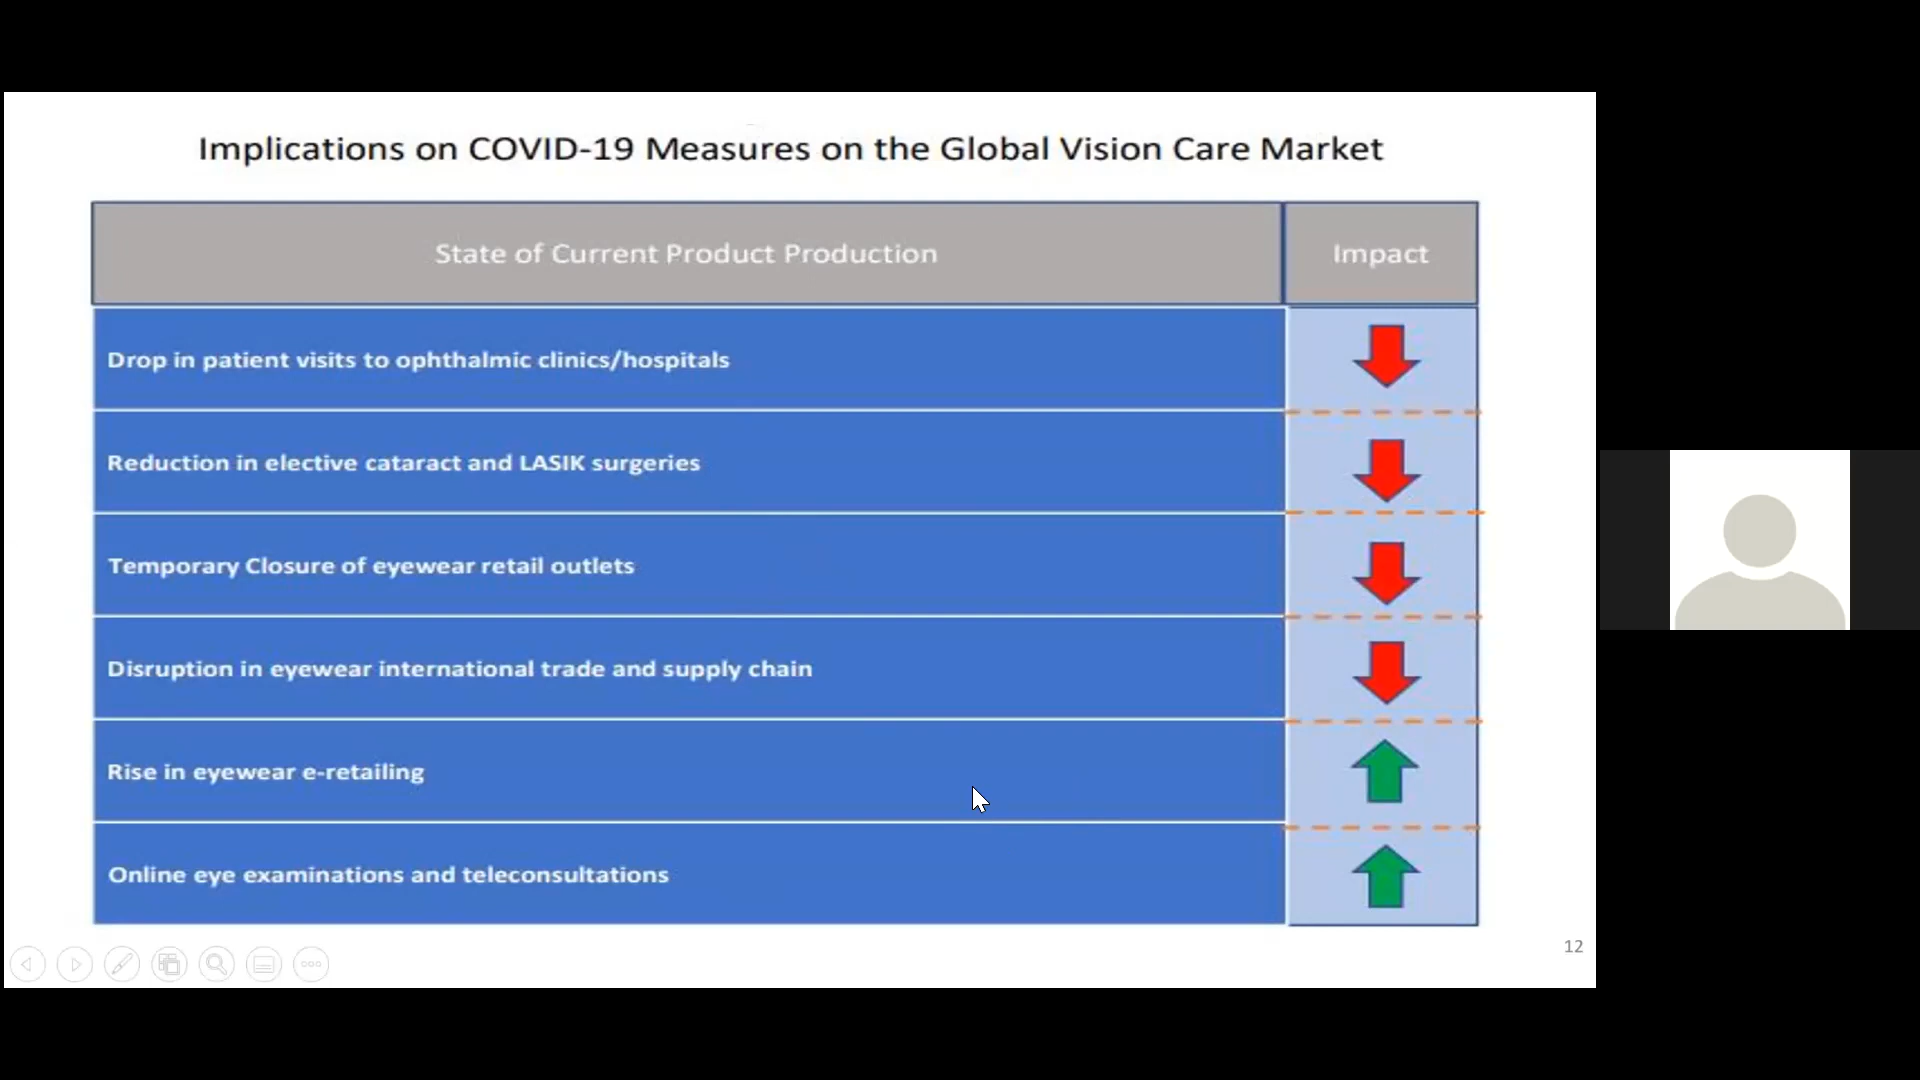 Implications on COVID-19 Measures on the Global Vision Care Market
State of Current Product Production
Impact
Drop in patient visits to ophthalmic clinics/hospitals
Reduction in elective cataract and LASIK surgeries
Temporary Closure of eyewear retail outlets
Disruption in eyewear international trade and supply chain
Rise in eyewear e-retailing
Online eye examinations and teleconsultations
12